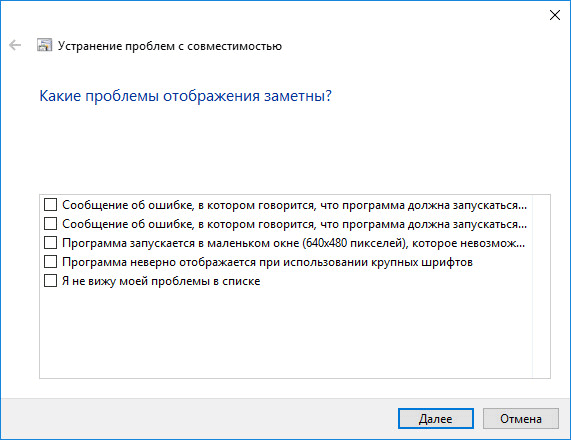 Устранение проблем с совместимостью
Какие проблемы отображения заметны?
Сообщение об ошибке, в котором говорится, что программа должна запускаться...
Сообщение об ошибке, в котором говорится, что программа должна запускаться...
Программа запускается в маленьком окне (640x480 пикселей), которое невозмож...
Программа неверно отображается при использовании крупных шрифтов
Я не вижу моей проблемы в списке
Далее
Отмена